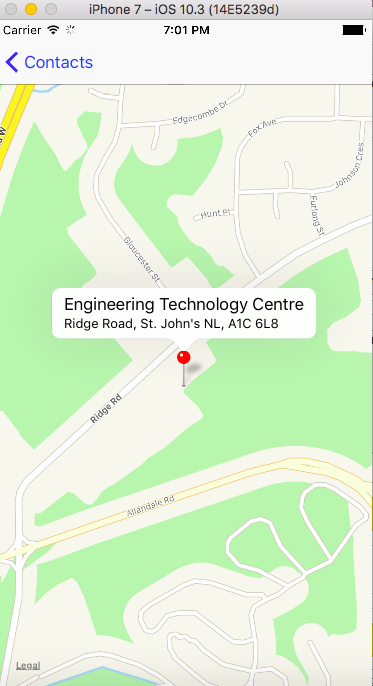 iPhone 7 – iOS 10.3 (14E5239d)
Carrier 7:01 PM
Contacts
Edgecombe Dr
Fox Ave
Johnson Cres
Hunt Pl
Furlong St
Gloucester St
Engineering Technology Centre
Ridge Road, St. John's NL, A1C 6L8
Ridge Rd
Allandale Rd
Legal